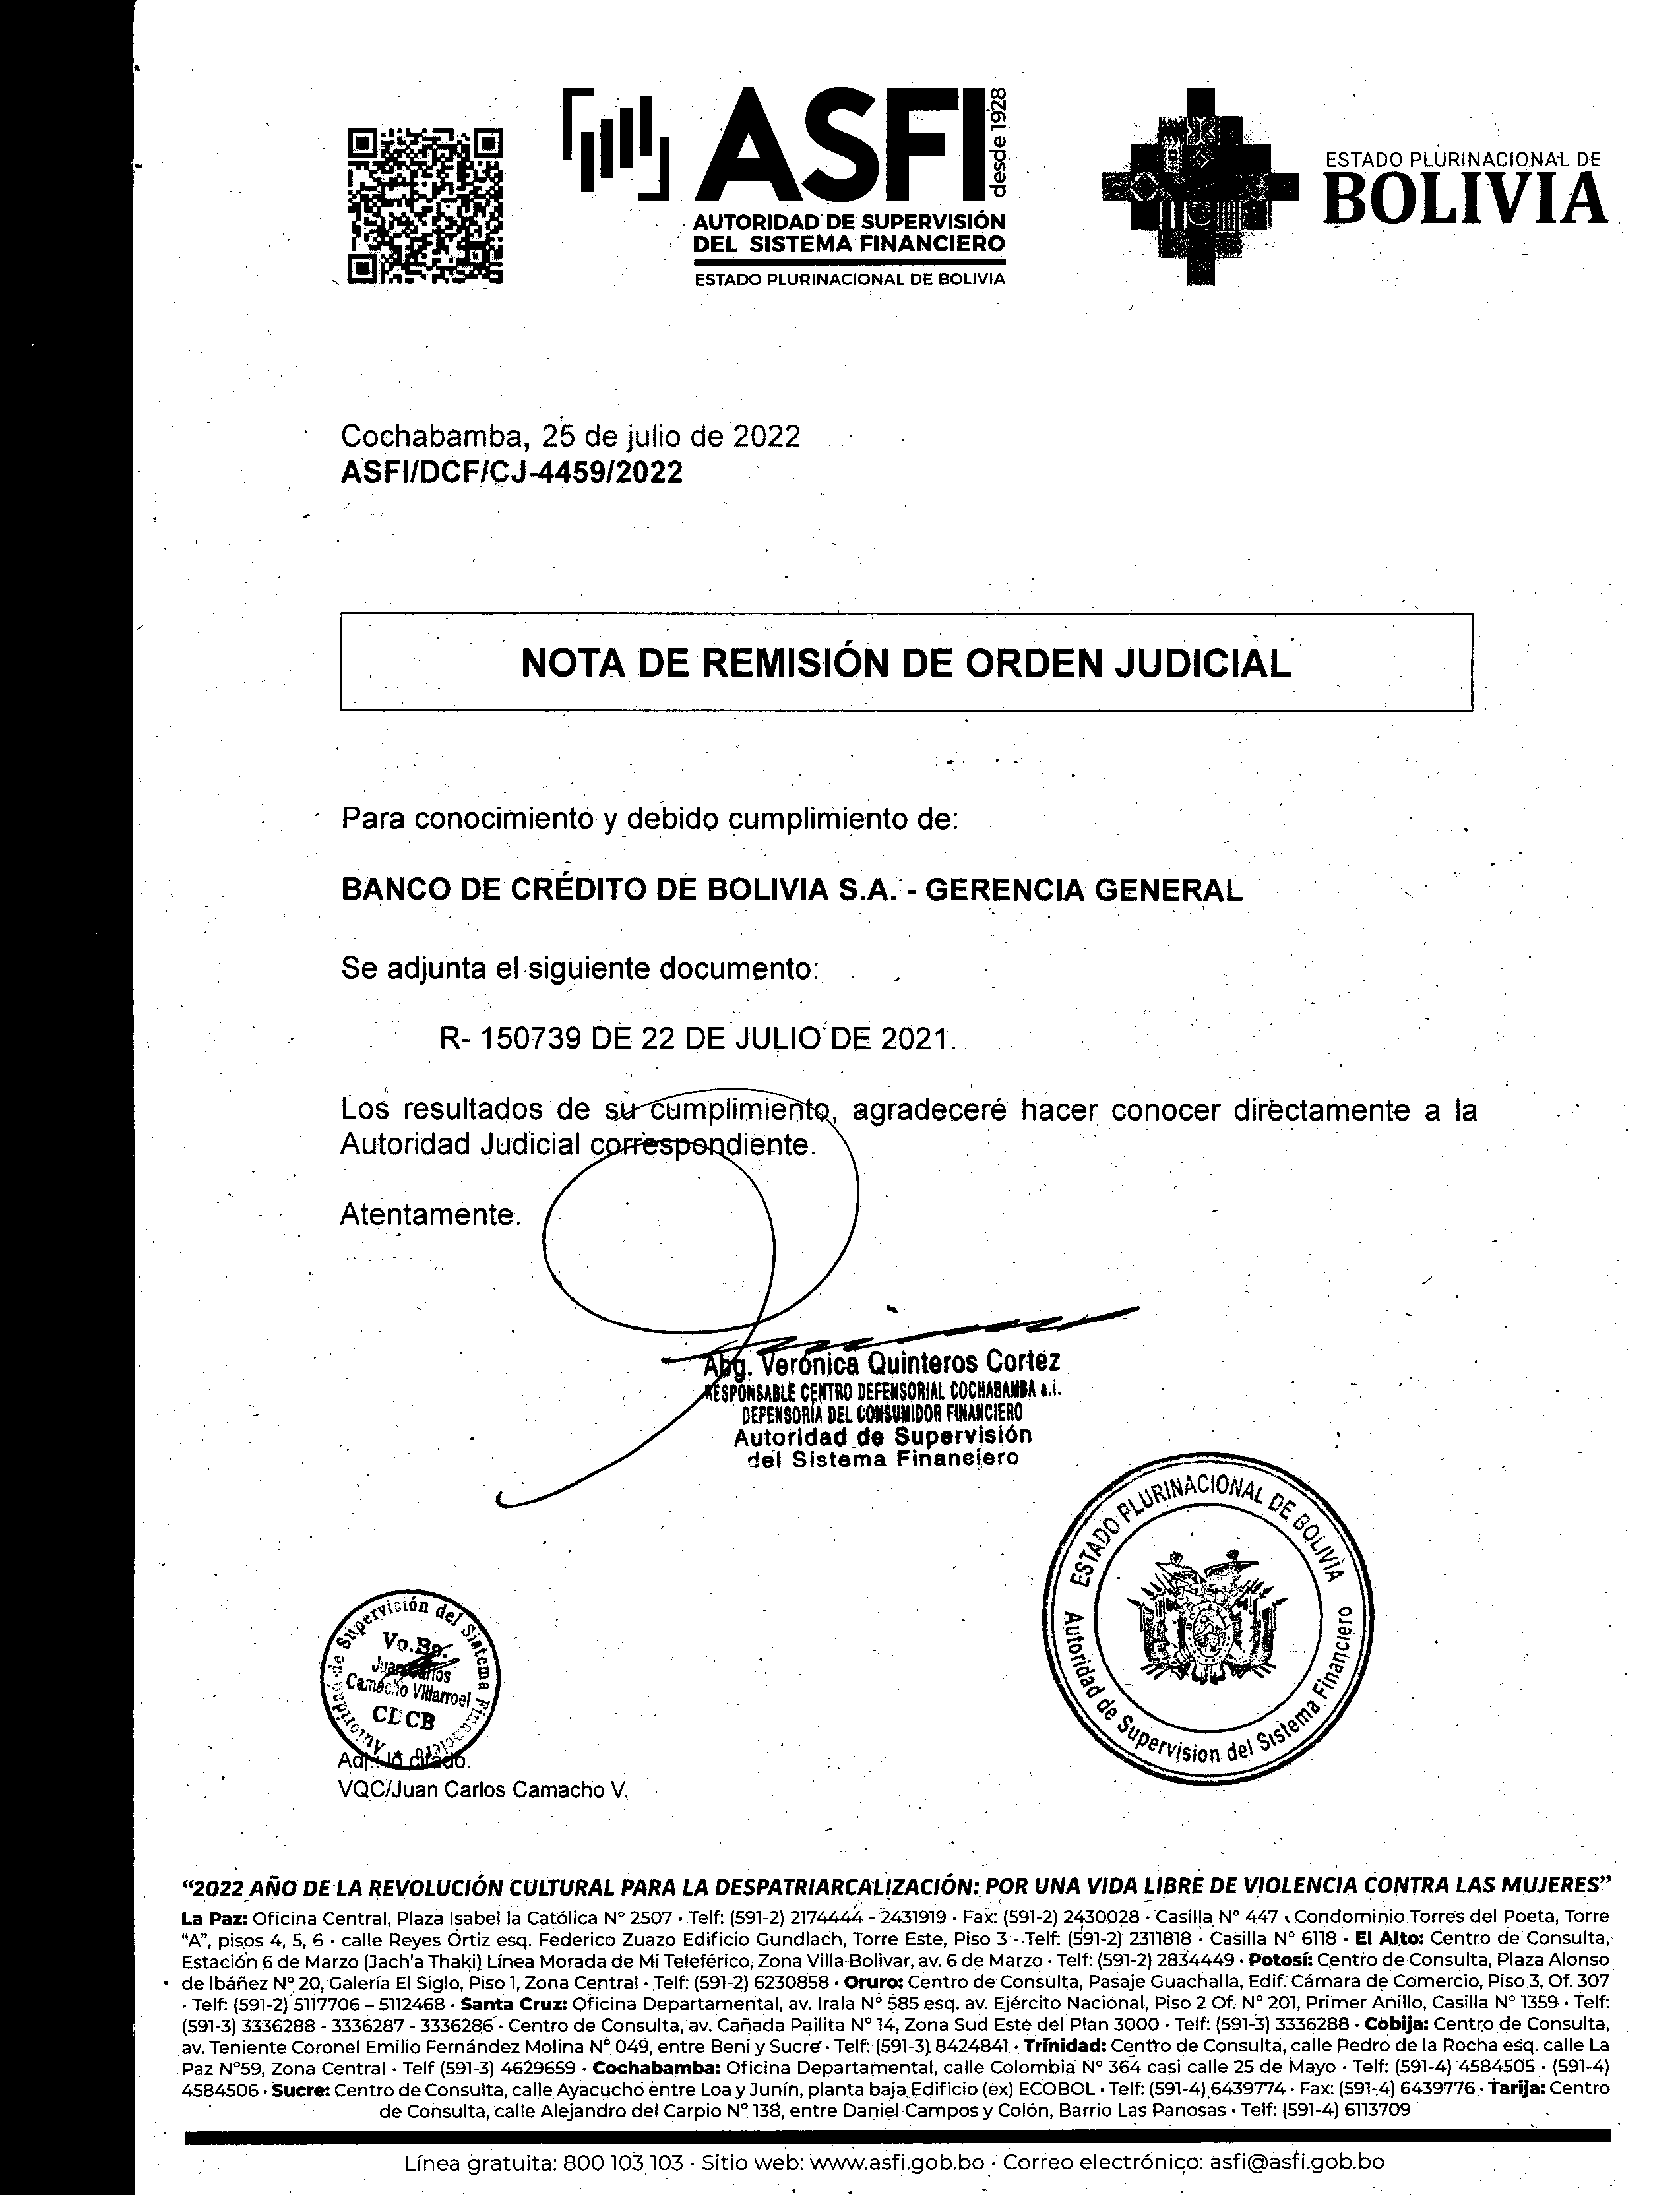 ASFI
desde 1928
AUTORIDAD DE SUPERVISIÓN
DEL SISTEMA FINANCIERO
ESTADO PLURINACIONAL DE BOLIVIA
ESTADO PLURINACIONAL DE
BOLIVIA
Cochabamba, 25 de julio de 2022
ASFI/DCF/CJ-4459/2022
NOTA DE REMISIÓN DE ORDEN JUDICIAL
Para conocimiento y debido cumplimiento de:
BANCO DE CRÉDITO DE BOLIVIA S.A. - GERENCIA GENERAL
Se adjunta el siguiente documento:
R- 150739 DE 22 DE JULIO DE 2021.
Los resultados de su cumplimiento, agradeceré hacer conocer directamente a la
Autoridad Judicial correspondiente.
Atentamente.
Abg. Verónica Quinteros Cortez
RESPONSABLE CENTRO DEFENSORIAL COCHABAMBA a.i.
DEFENSORÍA DEL CONSUMIDOR FINANCIERO
Autoridad de Supervisión
del Sistema Financiero
ESTADO PLURINACIONAL DE BOLIVIA
Autoridad de Supervision del Sistema Financiero
Autoridad de Supervisión del Sistema Financiero
Vo.Bo.
Juan Carlos
Camacho Villarroel
CDCB
Adj.: lo citado.
VQC/Juan Carlos Camacho V.
“2022 AÑO DE LA REVOLUCIÓN CULTURAL PARA LA DESPATRIARCALIZACIÓN: POR UNA VIDA LIBRE DE VIOLENCIA CONTRA LAS MUJERES”
La Paz: Oficina Central, Plaza Isabel la Católica N° 2507 · Telf: (591-2) 2174444 - 2431919 · Fax: (591-2) 2430028 · Casilla N° 447 · Condominio Torres del Poeta, Torre
“A”, pisos 4, 5, 6 · calle Reyes Ortiz esq. Federico Zuazo Edificio Gundlach, Torre Este, Piso 3 · Telf: (591-2) 2311818 · Casilla N° 6118 · El Alto: Centro de Consulta,
Estación 6 de Marzo (Jach'a Thaki) Línea Morada de Mi Teleférico, Zona Villa Bolivar, av. 6 de Marzo · Telf: (591-2) 2834449 · Potosí: Centro de Consulta, Plaza Alonso
de Ibáñez N° 20, Galería El Siglo, Piso 1, Zona Central · Telf: (591-2) 6230858 · Oruro: Centro de Consulta, Pasaje Guachalla, Edif. Cámara de Comercio, Piso 3, Of. 307
· Telf: (591-2) 5117706 – 5112468 · Santa Cruz: Oficina Departamental, av. Irala N° 585 esq. av. Ejército Nacional, Piso 2 Of. N° 201, Primer Anillo, Casilla N° 1359 · Telf:
(591-3) 3336288 - 3336287 - 3336286 · Centro de Consulta, av. Cañada Pailita N° 14, Zona Sud Este del Plan 3000 · Telf: (591-3) 3336288 · Cobija: Centro de Consulta,
av. Teniente Coronel Emilio Fernández Molina N° 049, entre Beni y Sucre · Telf: (591-3) 8424841 · Trinidad: Centro de Consulta, calle Pedro de la Rocha esq. calle La
Paz N°59, Zona Central · Telf (591-3) 4629659 · Cochabamba: Oficina Departamental, calle Colombia N° 364 casi calle 25 de Mayo · Telf: (591-4) 4584505 · (591-4)
4584506 · Sucre: Centro de Consulta, calle Ayacucho entre Loa y Junín, planta baja Edificio (ex) ECOBOL · Telf: (591-4) 6439774 · Fax: (591-4) 6439776 · Tarija: Centro
de Consulta, calle Alejandro del Carpio N° 138, entre Daniel Campos y Colón, Barrio Las Panosas · Telf: (591-4) 6113709
Línea gratuita: 800 103 103 · Sitio web: www.asfi.gob.bo · Correo electrónico: asfi@asfi.gob.bo